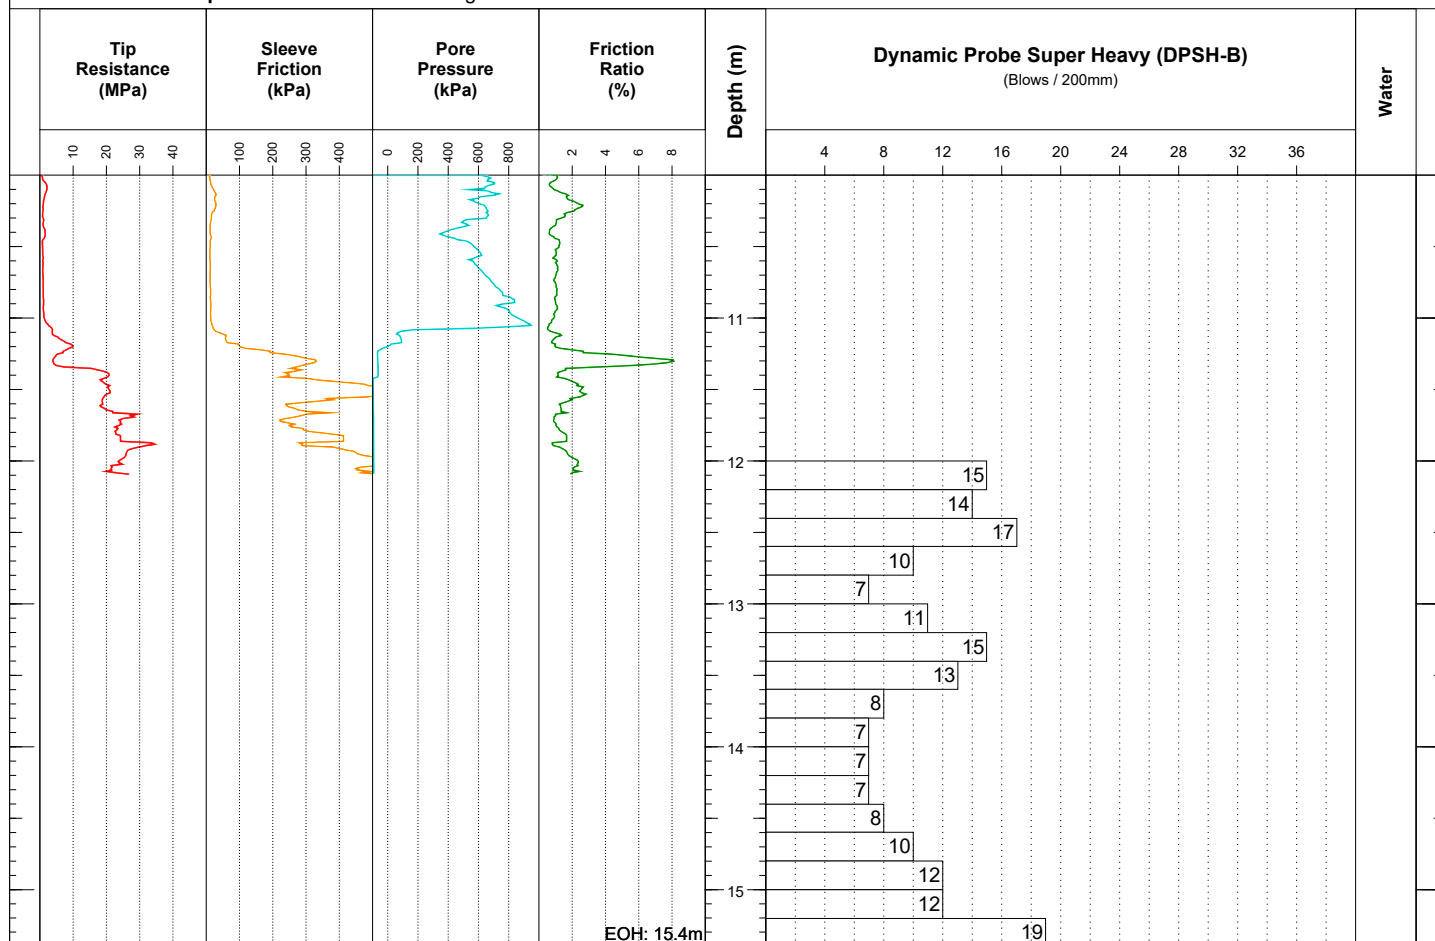 Tip
Resistance
(MPa)
Sleeve
Friction
(kPa)
Pore
Pressure
(kPa)
Friction
Ratio
(%)
Depth (m)
Dynamic Probe Super Heavy (DPSH-B)
(Blows / 200mm)
Water
10 20 30 40
100 200 300 400
0 200 400 600 800
2 4 6 8
4 8 12 16 20 24 28 32 36
11
12
15
14
17
10
7
13
11
15
13
8
7
14
7
7
8
10
12
15
12
EOH: 15.4m
19